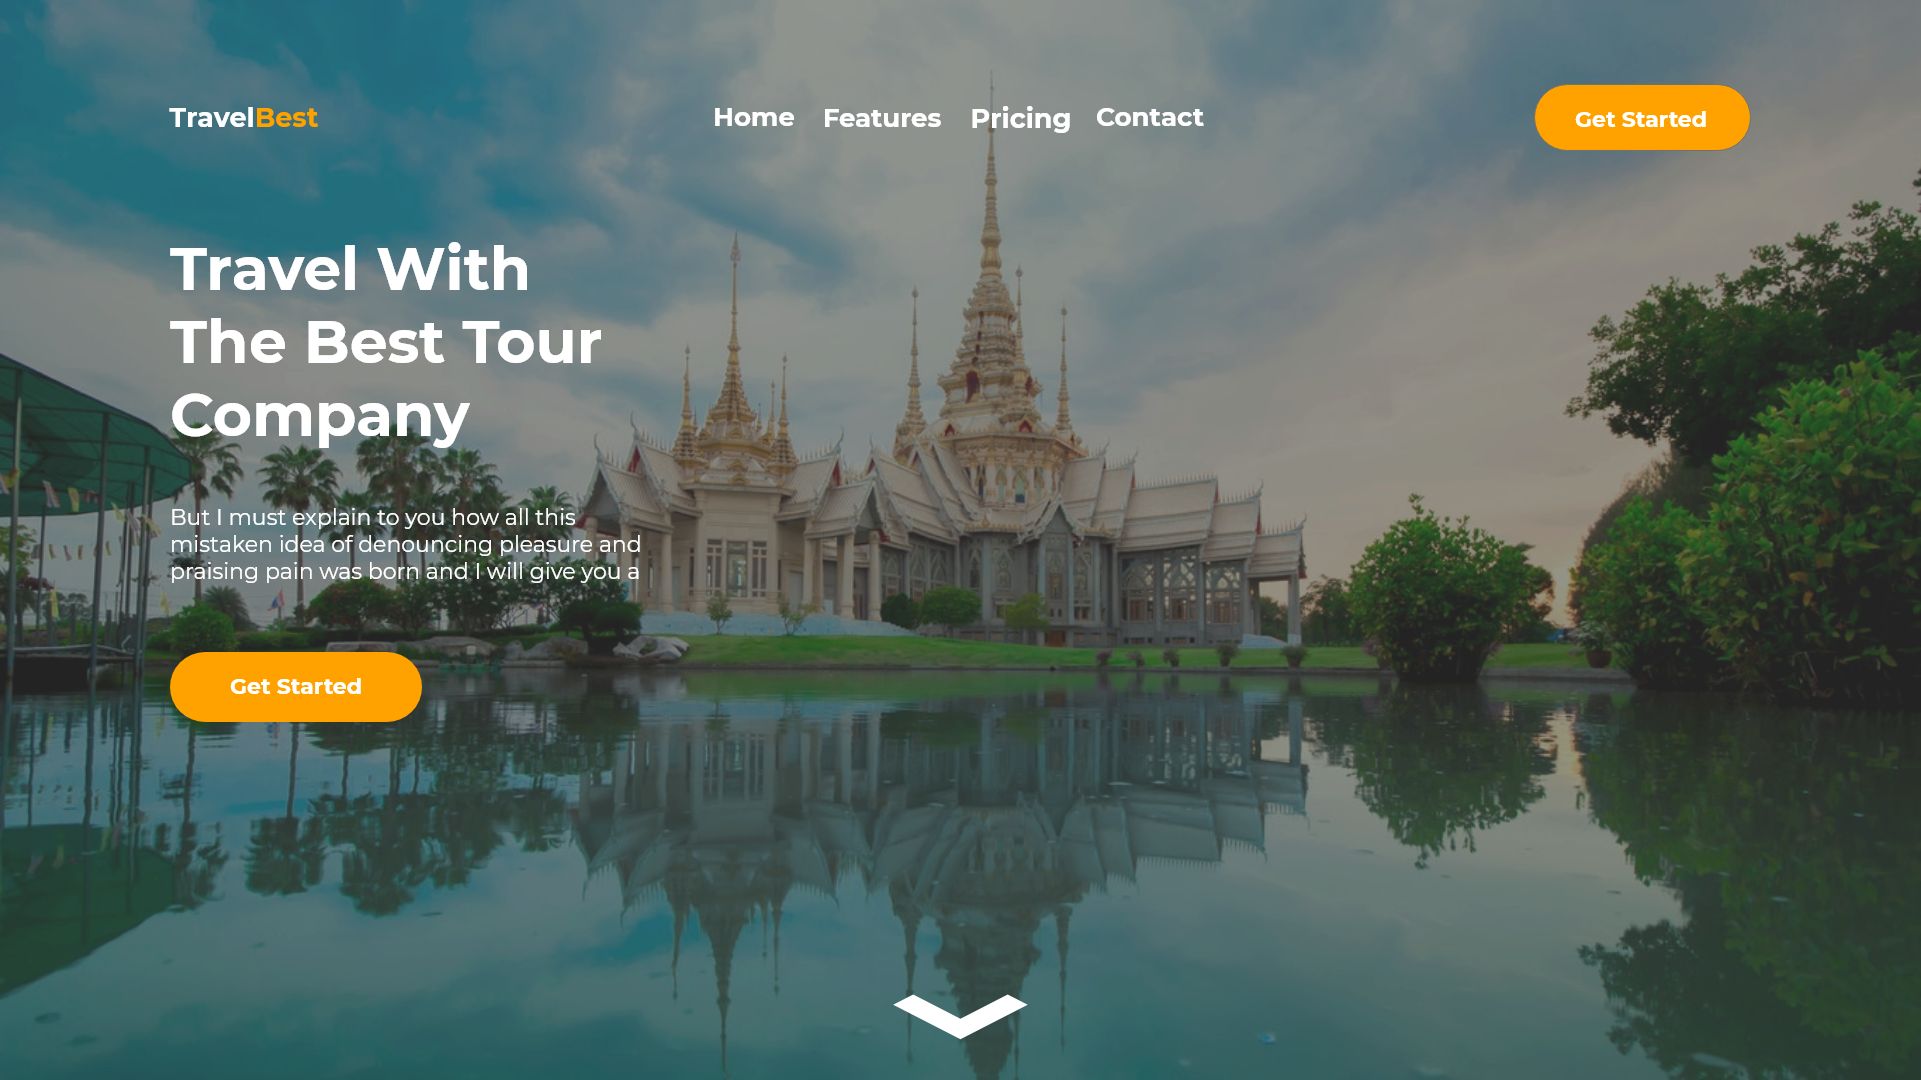 TravelBest
Home Features Pricing Contact
Get Started
Travel With
The Best Tour
Company
But I must explain to you how all this
mistaken idea of denouncing pleasure and
praising pain was born and I will give you a
Get Started